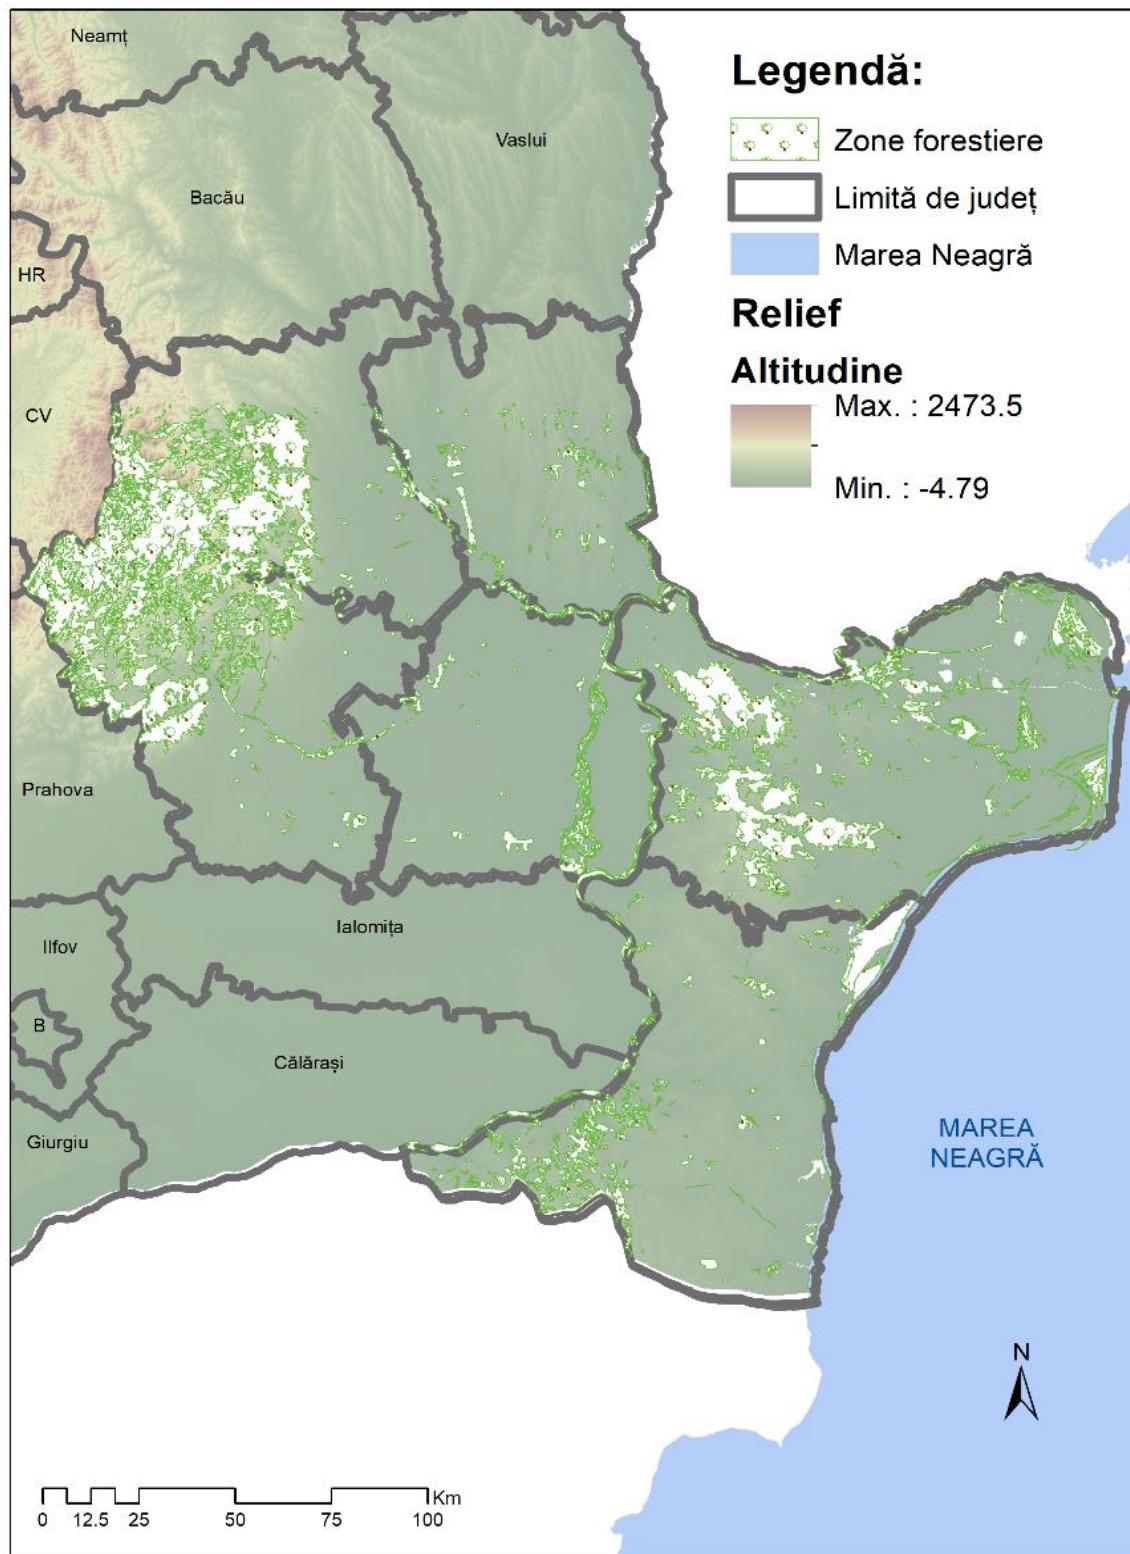 Neamț
Vaslui
Bacău
HR
CV
Prahova
Ilfov
B
Ialomița
Călărași
Giurgiu
Legendă:
Zone forestiere
Limită de județ
Marea Neagră
Relief
Altitudine
Max. : 2473.5
Min. : -4.79
MAREA
NEAGRĂ
N
Km
0 12.5 25 50 75 100